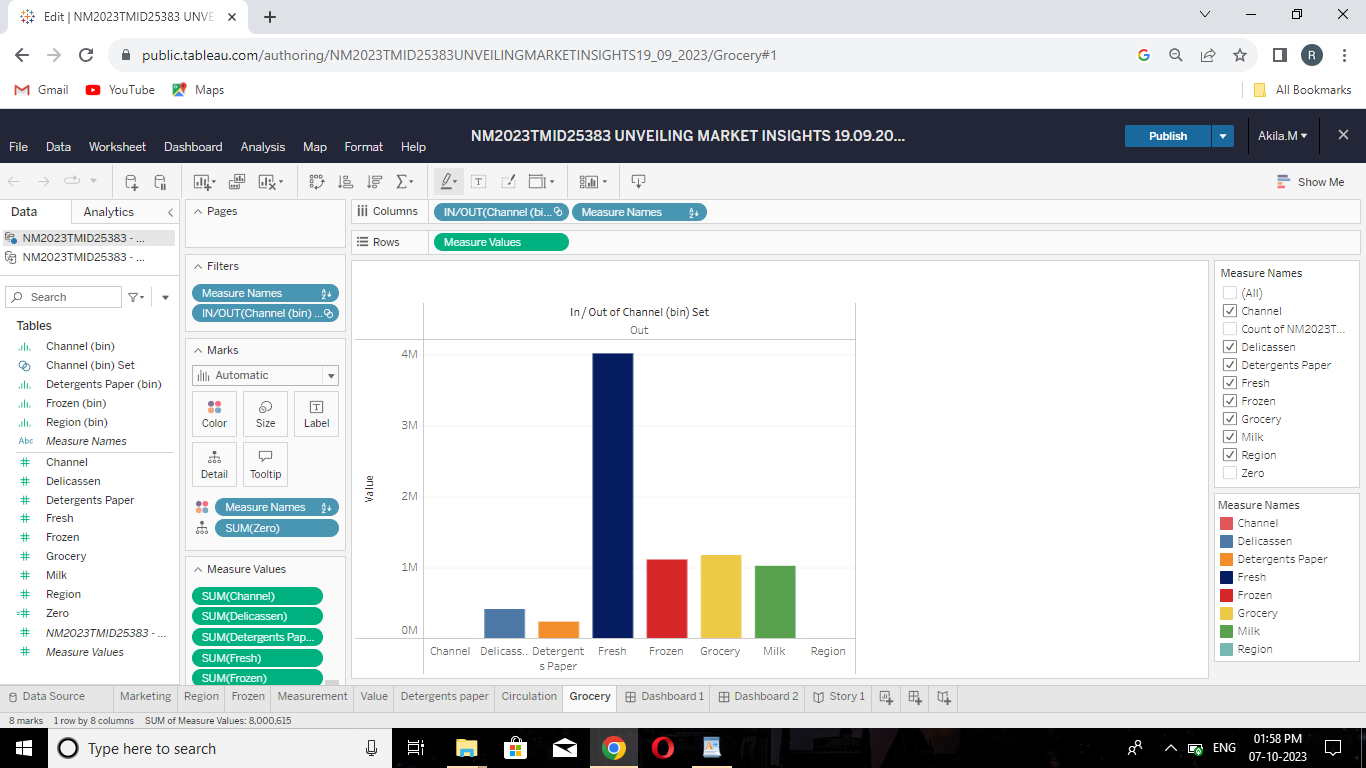 Edit | NM2023TMID25383 UNVE
public.tableau.com/authoring/NM2023TMID25383UNVEILINGMARKETINSIGHTS19_09_2023/Grocery#1
R
Gmail YouTube Maps All Bookmarks
NM2023TMID25383 UNVEILING MARKET INSIGHTS 19.09.20...
Publish Akila.M
File Data Worksheet Dashboard Analysis Map Format Help
Show Me
Data Analytics
NM2023TMID25383 - ...
NM2023TMID25383 - ...
Search
Tables
Channel (bin)
Channel (bin) Set
Detergents Paper (bin)
Frozen (bin)
Region (bin)
Abc Measure Names
Channel
Delicassen
Detergents Paper
Fresh
Frozen
Grocery
Milk
Region
Zero
NM2023TMID25383 - ...
Measure Values
Pages
Filters
Measure Names
IN/OUT(Channel (bin) ...
Marks
Automatic
Color Size Label
Detail Tooltip
Measure Names
SUM(Zero)
Measure Values
SUM(Channel)
SUM(Delicassen)
SUM(Detergents Pap...
SUM(Fresh)
SUM(Frozen)
Columns IN/OUT(Channel (bi... Measure Names
Rows Measure Values
In / Out of Channel (bin) Set
Out
4M
3M
2M
1M
0M
Value
Channel Delicass.. Detergent Fresh Frozen Grocery Milk Region
s Paper
Measure Names
(All)
Channel
Count of NM2023T...
Delicassen
Detergents Paper
Fresh
Frozen
Grocery
Milk
Region
Zero
Measure Names
Channel
Delicassen
Detergents Paper
Fresh
Frozen
Grocery
Milk
Region
Data Source Marketing Region Frozen Measurement Value Detergents paper Circulation Grocery Dashboard 1 Dashboard 2 Story 1
8 marks 1 row by 8 columns SUM of Measure Values: 8,000,615
Type here to search
ENG
01:58 PM
07-10-2023